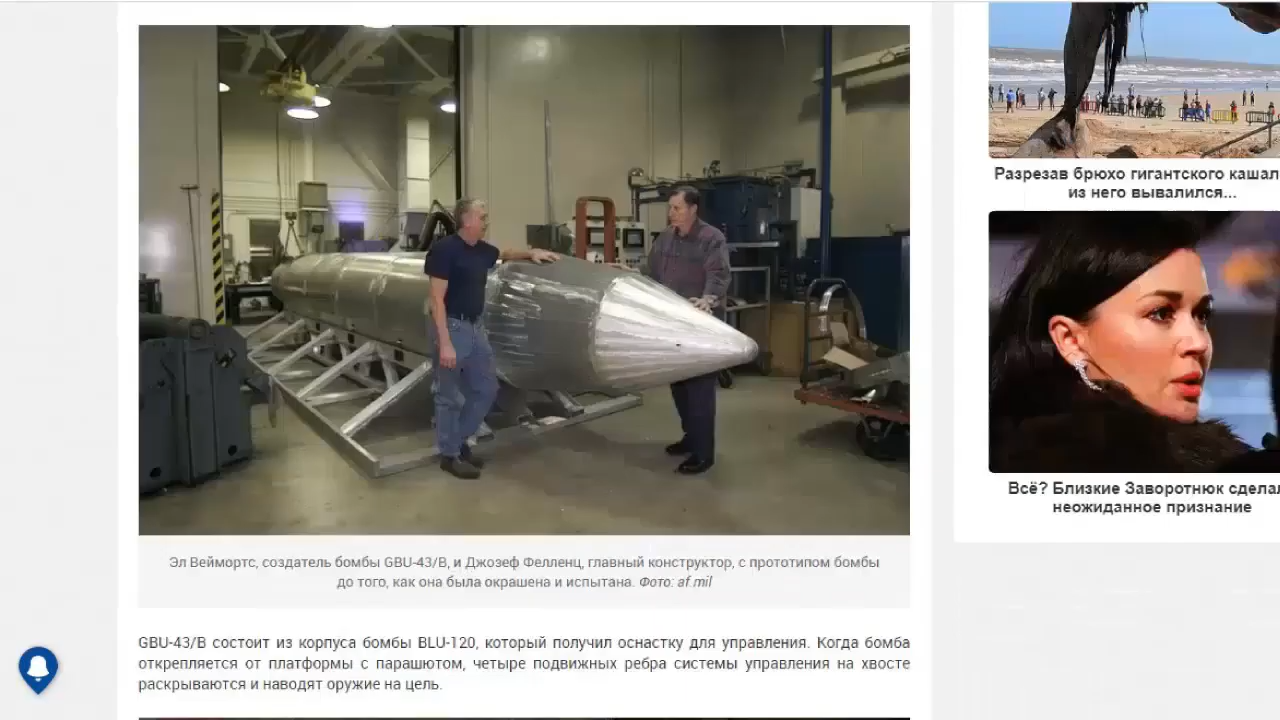 Разрезав брюхо гигантского кашал
из него вывалился...
Всё? Близкие Заворотнюк сдела
неожиданное признание
Эл Веймортс, создатель бомбы GBU-43/B, и Джозеф Фелленц, главный конструктор, с прототипом бомбы
до того, как она была окрашена и испытана. Фото: af.mil
GBU-43/B состоит из корпуса бомбы BLU-120, который получил оснастку для управления. Когда бомба
открепляется от платформы с парашютом, четыре подвижных ребра системы управления на хвосте
раскрываются и наводят оружие на цель.